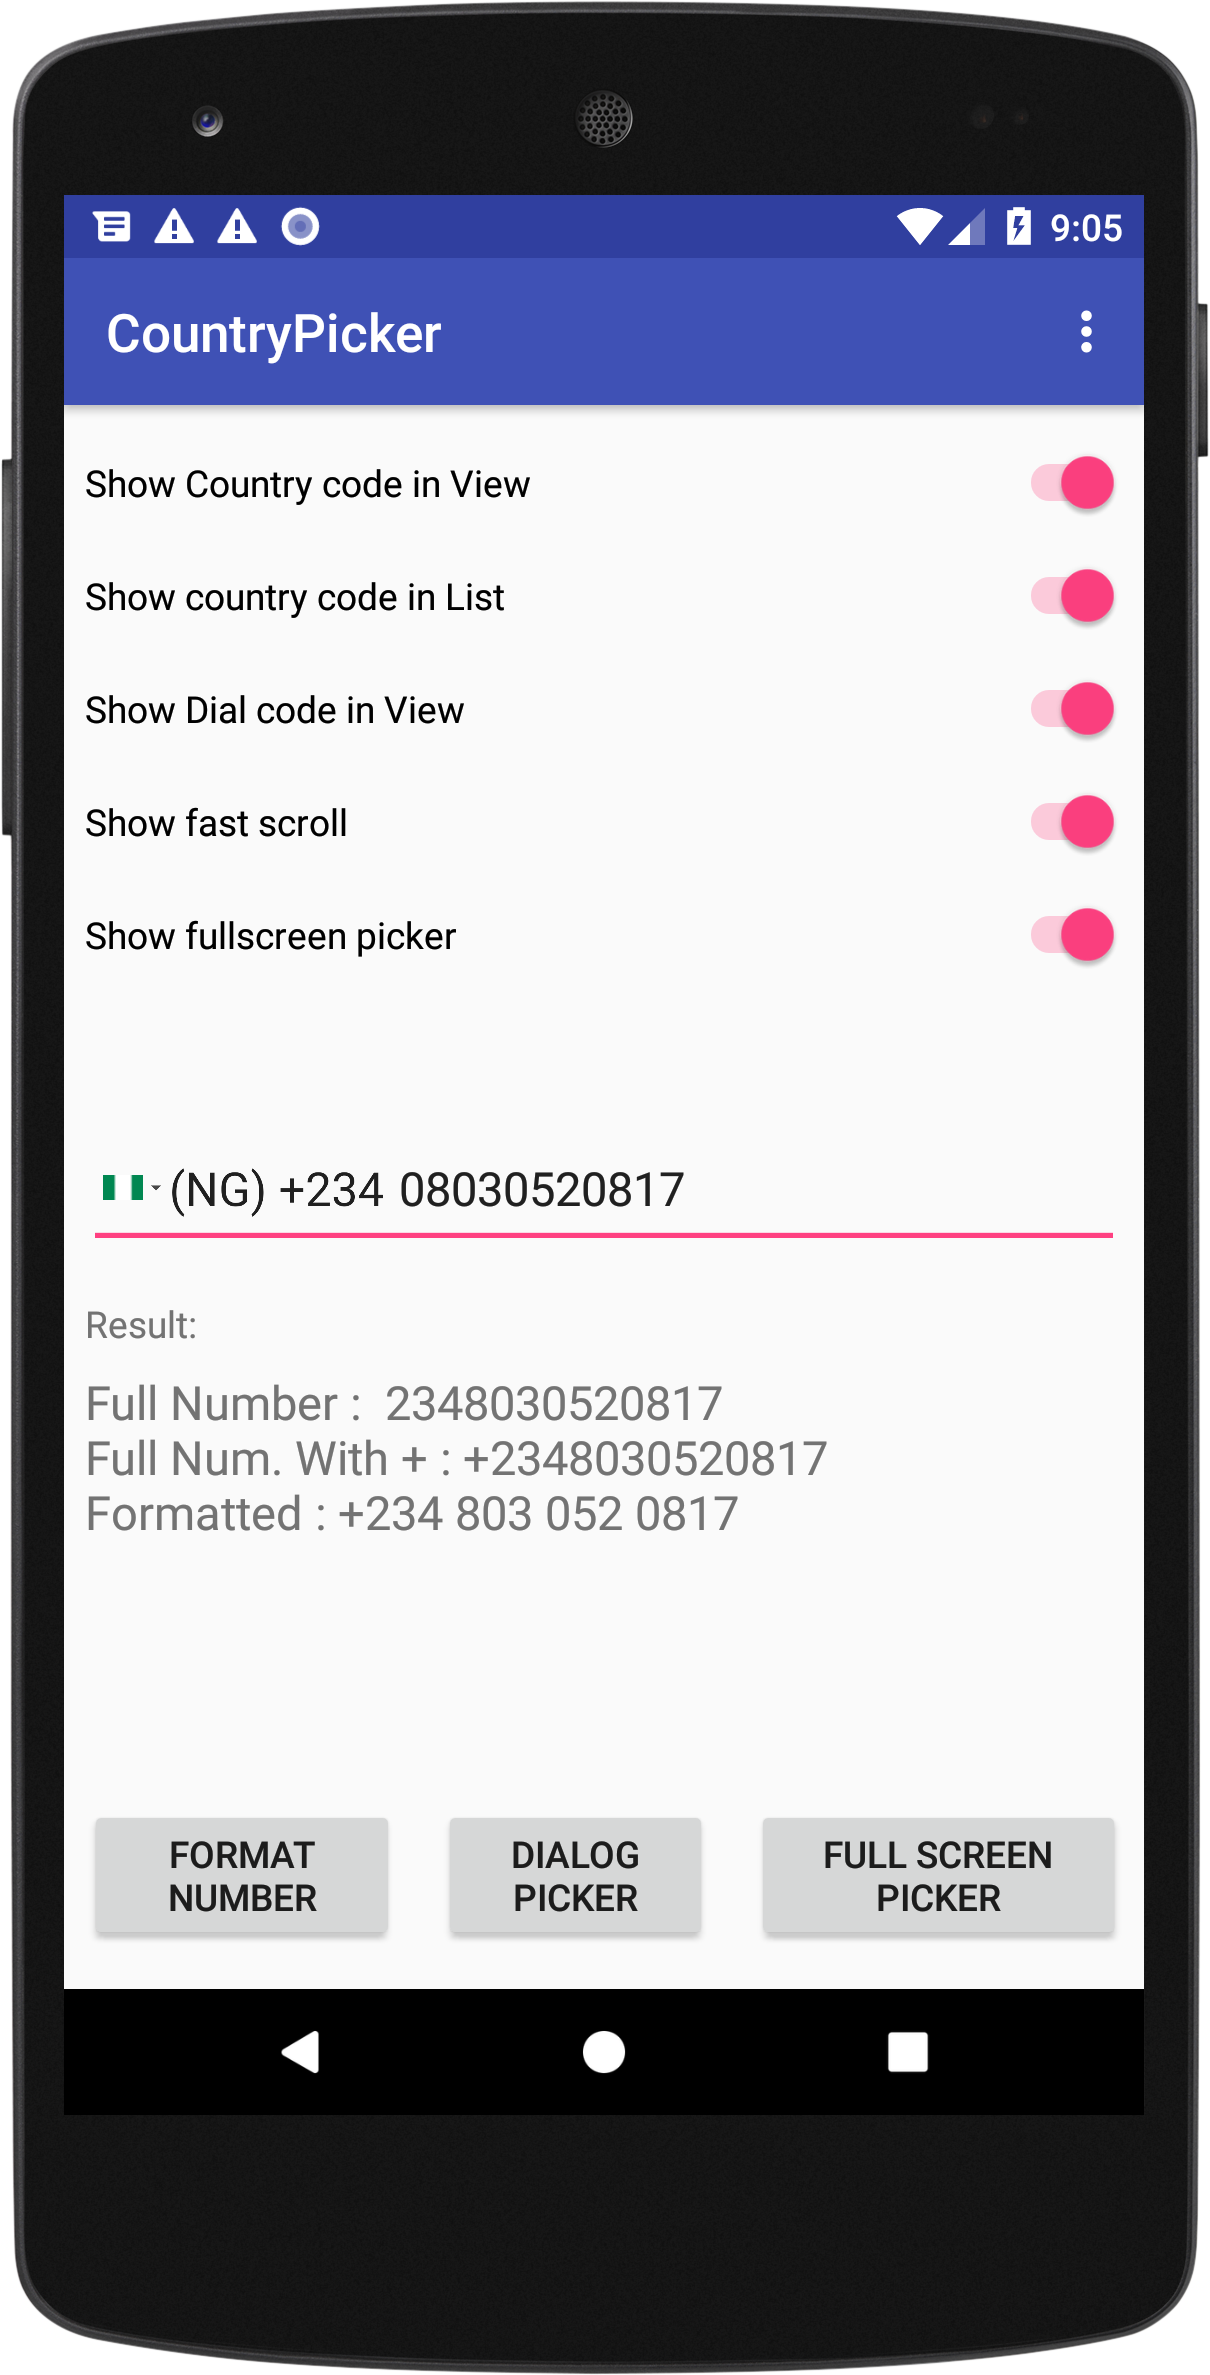 9:05
CountryPicker
Show Country code in View
Show country code in List
Show Dial code in View
Show fast scroll
Show fullscreen picker
(NG) +234 08030520817
Result:
Full Number :  2348030520817
Full Num. With + : +2348030520817
Formatted : +234 803 052 0817
FORMAT
NUMBER
DIALOG
PICKER
FULL SCREEN
PICKER